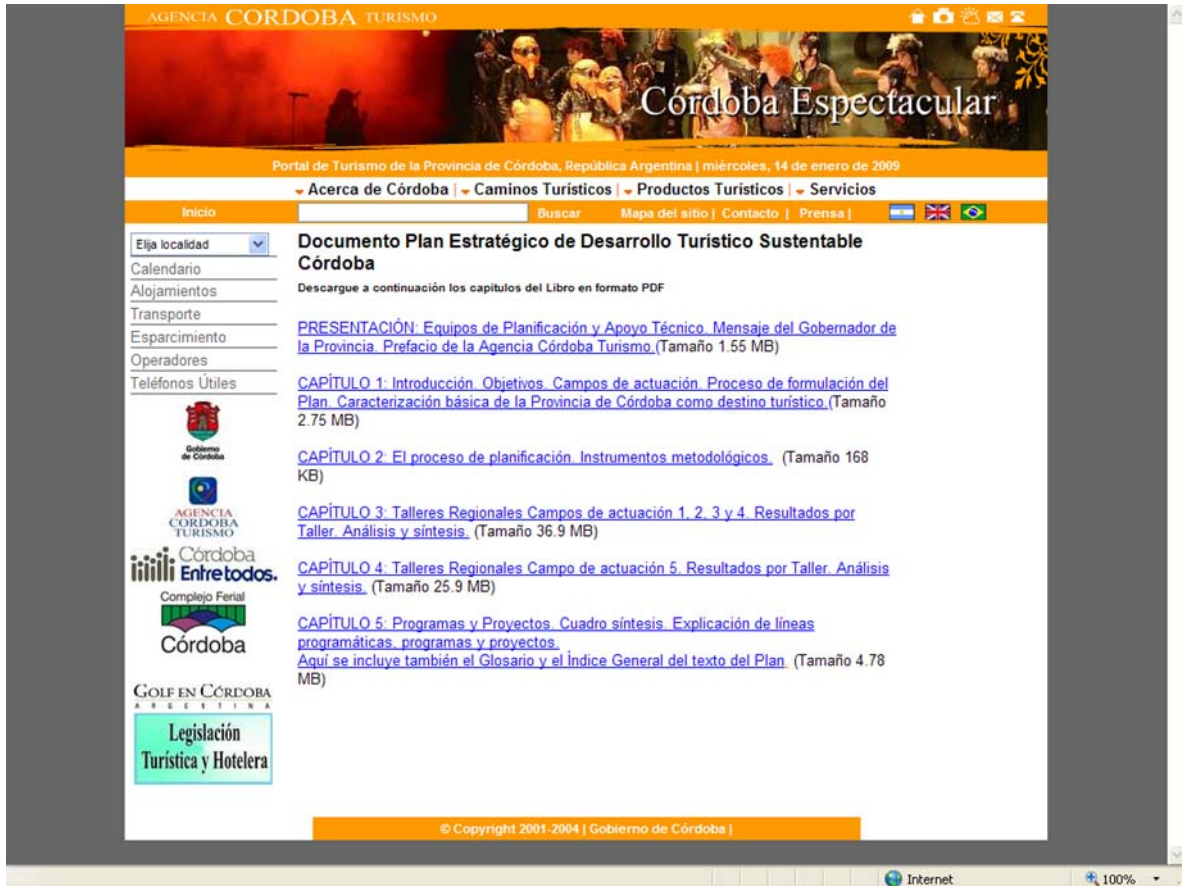 AGENCIA CORDOBA TURISMO
Córdoba Espectacular
Portal de Turismo de la Provincia de Córdoba, República Argentina | miércoles, 14 de enero de 2009
Acerca de Córdoba | Caminos Turísticos | Productos Turísticos | Servicios
Inicio Buscar Mapa del sitio | Contacto | Prensa |
Elija localidad
Calendario
Alojamientos
Transporte
Esparcimiento
Operadores
Teléfonos Útiles
Gobierno
de Córdoba
AGENCIA
CORDOBA
TURISMO
Córdoba
Entretodos.
Complejo Ferial
Córdoba
GOLF EN CÓRDOBA
ARGENTINA
Legislación
Turística y Hotelera
Documento Plan Estratégico de Desarrollo Turístico Sustentable
Córdoba
Descargue a continuación los capitulos del Libro en formato PDF
PRESENTACIÓN: Equipos de Planificación y Apoyo Técnico. Mensaje del Gobernador de
la Provincia. Prefacio de la Agencia Córdoba Turismo.(Tamaño 1.55 MB)
CAPÍTULO 1: Introducción. Objetivos. Campos de actuación. Proceso de formulación del
Plan. Caracterización básica de la Provincia de Córdoba como destino turístico.(Tamaño
2.75 MB)
CAPÍTULO 2: El proceso de planificación. Instrumentos metodológicos. (Tamaño 168
KB)
CAPÍTULO 3: Talleres Regionales Campos de actuación 1, 2, 3 y 4. Resultados por
Taller. Análisis y síntesis. (Tamaño 36.9 MB)
CAPÍTULO 4: Talleres Regionales Campo de actuación 5. Resultados por Taller. Análisis
y síntesis. (Tamaño 25.9 MB)
CAPÍTULO 5: Programas y Proyectos. Cuadro síntesis. Explicación de líneas
programáticas, programas y proyectos.
Aquí se incluye también el Glosario y el Índice General del texto del Plan. (Tamaño 4.78
MB)
© Copyright 2001-2004 | Gobierno de Córdoba |
Internet 100%